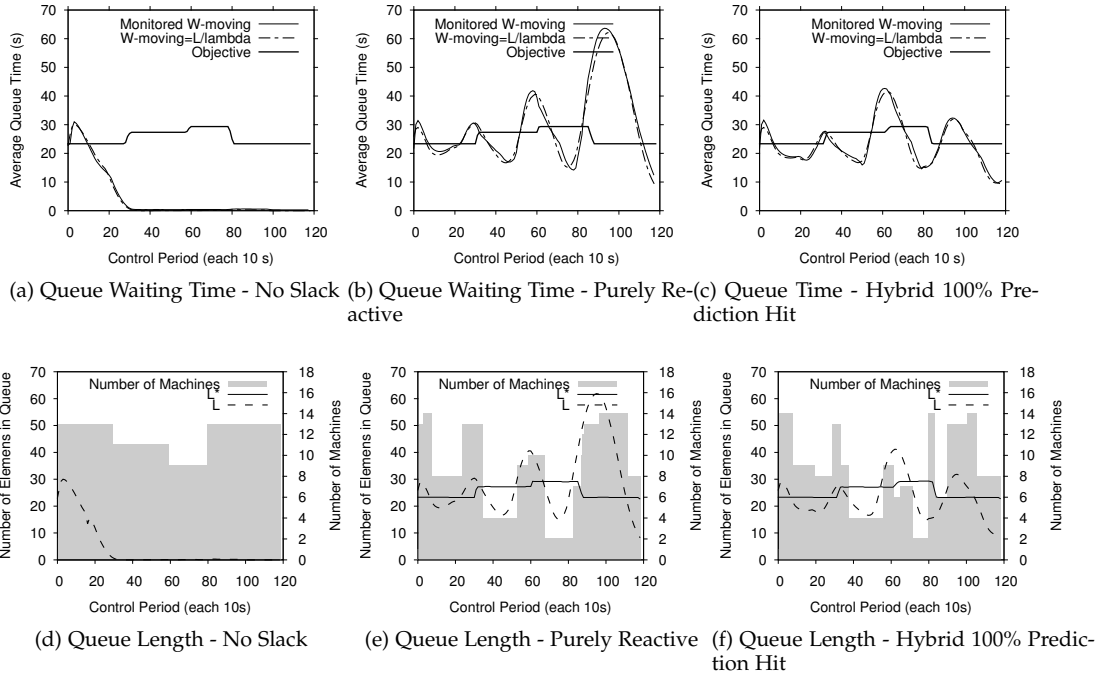 70
60
50
40
30
20
10
0
Average Queue Time (s)
Monitored W-moving
W-moving=L/lambda
Objective
0 20 40 60 80 100 120
Control Period (each 10 s)
70
60
50
40
30
20
10
0
Average Queue Time (s)
Monitored W-moving
W-moving=L/lambda
Objective
0 20 40 60 80 100 120
Control Period (each 10 s)
70
60
50
40
30
20
10
0
Average Queue Time (s)
Monitored W-moving
W-moving=L/lambda
Objective
0 20 40 60 80 100 120
Control Period (each 10 s)
(a) Queue Waiting Time - No Slack
(b) Queue Waiting Time - Purely Re-
active
(c) Queue Time - Hybrid 100% Pre-
diction Hit
70
60
50
40
30
20
10
0
Number of Elemens in Queue
Number of Machines
L*
L
18
16
14
12
10
8
6
4
2
0
Number of Machines
0 20 40 60 80 100 120
Control Period (each 10s)
70
60
50
40
30
20
10
0
Number of Elemens in Queue
Number of Machines
L*
L
18
16
14
12
10
8
6
4
2
0
Number of Machines
0 20 40 60 80 100 120
Control Period (each 10s)
70
60
50
40
30
20
10
0
Number of Elemens in Queue
Number of Machines
L*
L
18
16
14
12
10
8
6
4
2
0
Number of Machines
0 20 40 60 80 100 120
Control Period (each 10s)
(d) Queue Length - No Slack
(e) Queue Length - Purely Reactive
(f) Queue Length - Hybrid 100% Predic-
tion Hit